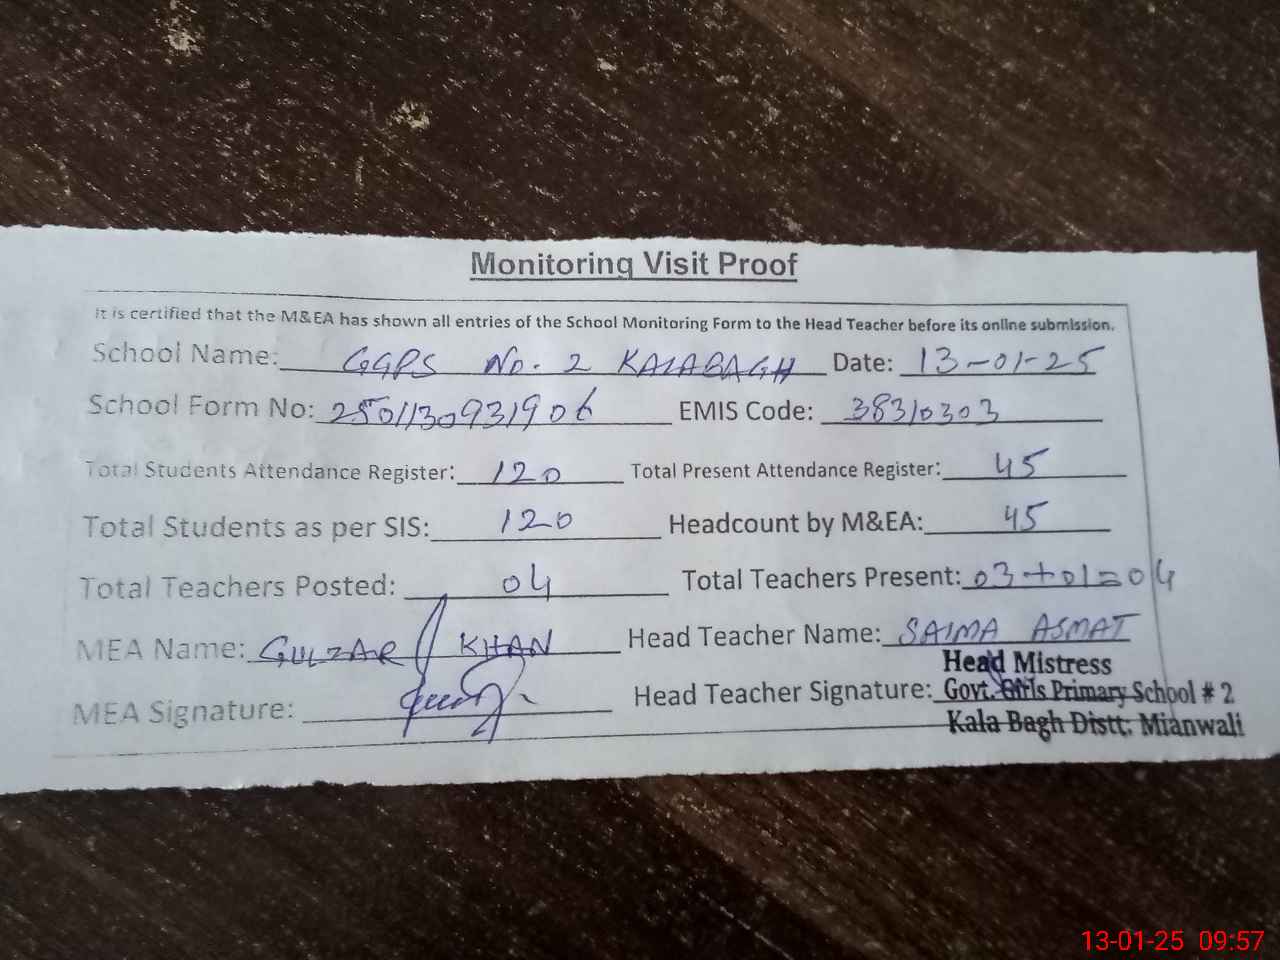 Monitoring Visit Proof
It is certified that the M&EA has shown all entries of the School Monitoring Form to the Head Teacher before its online submission.
School Name: GGPS No. 2 KALABAGH Date: 13-01-25
School Form No: 250113093190 6 EMIS Code: 38310303
Total Students Attendance Register: 120 Total Present Attendance Register: 45
Total Students as per SIS: 120 Headcount by M&EA: 45
Total Teachers Posted: 04 Total Teachers Present: 03+01=04
MEA Name: GULZAR KHAN Head Teacher Name: SAIMA ASMAT
MEA Signature: Head Teacher Signature:
Head Mistress
Govt. Girls Primary School # 2
Kala Bagh Distt: Mianwali
13-01-25 09:57